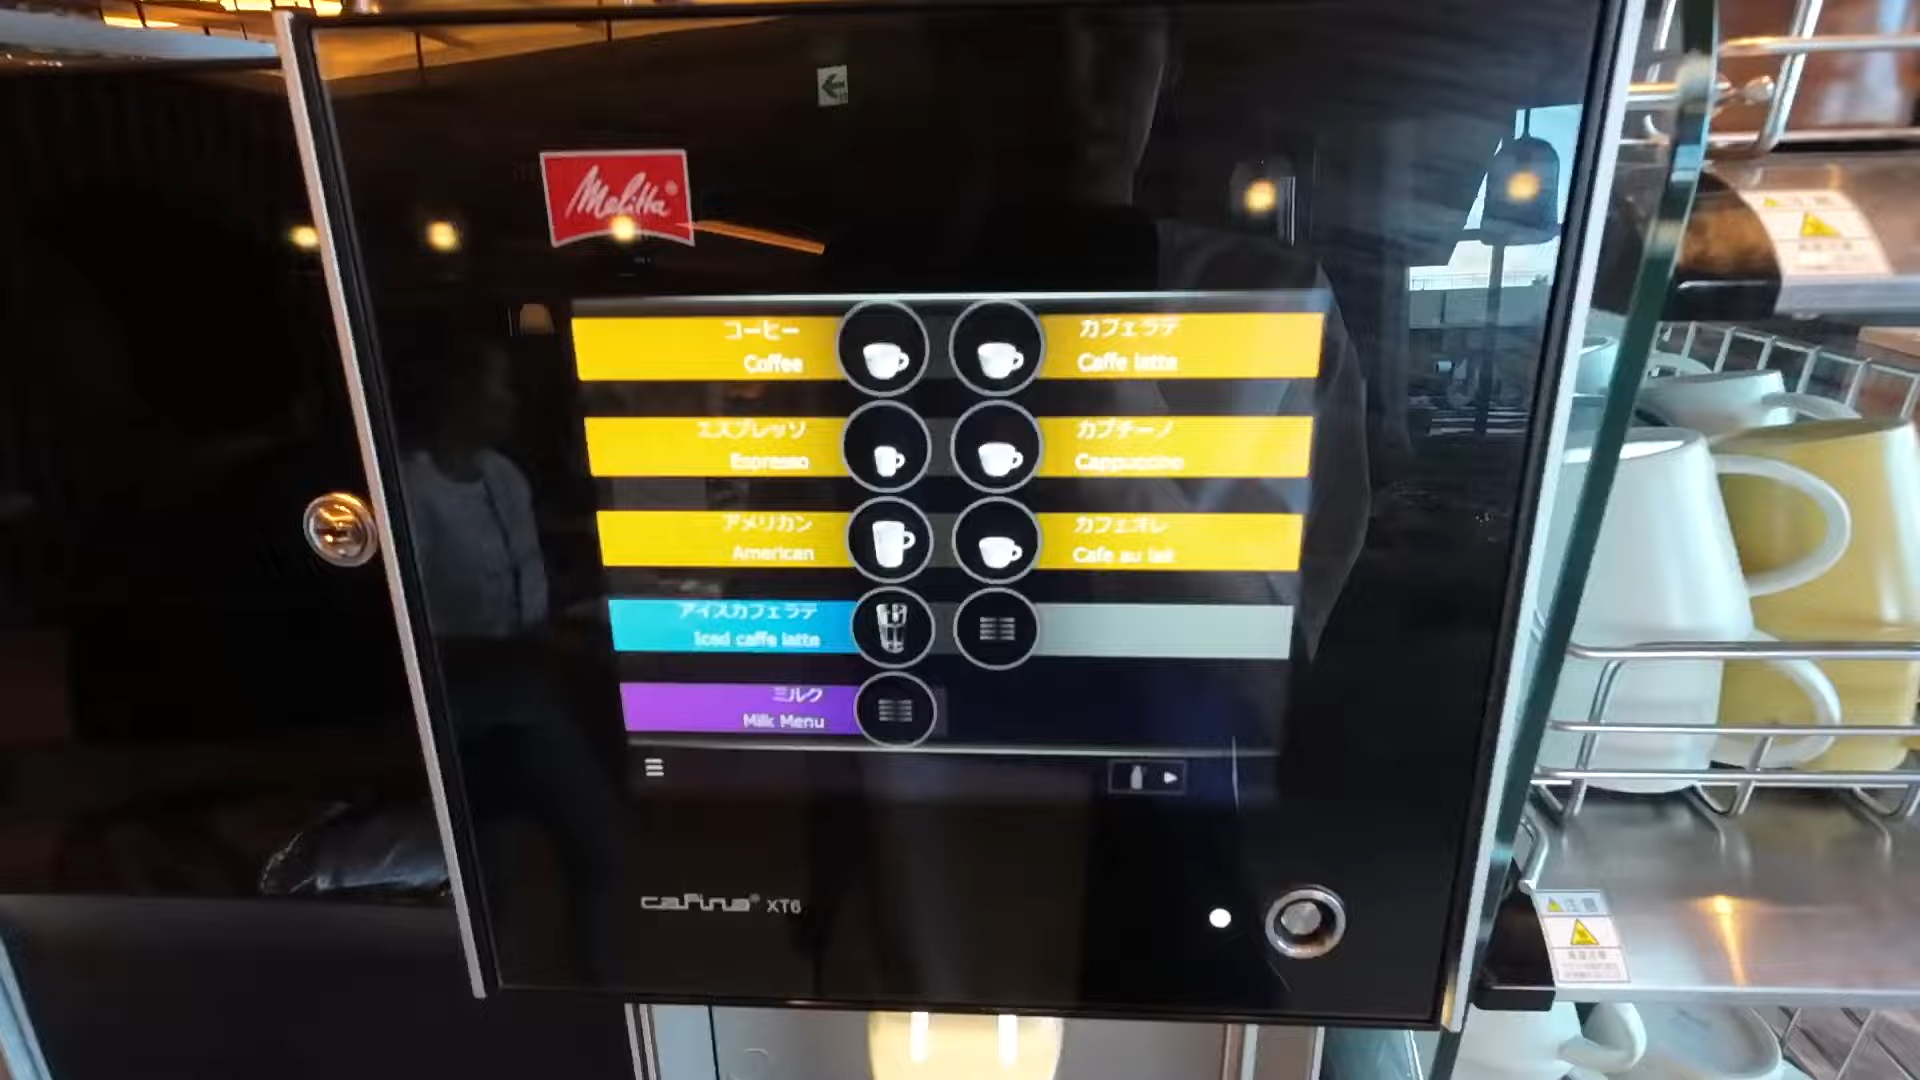 Melitta®
コーヒー
Coffee
カフェラテ
Caffe latte
エスプレッソ
Espresso
カプチーノ
Cappuccino
アメリカン
American
カフェオレ
Cafe au lait
アイスカフェラテ
Iced caffe latte
ミルク
Milk Menu
cafina® XT6
注意